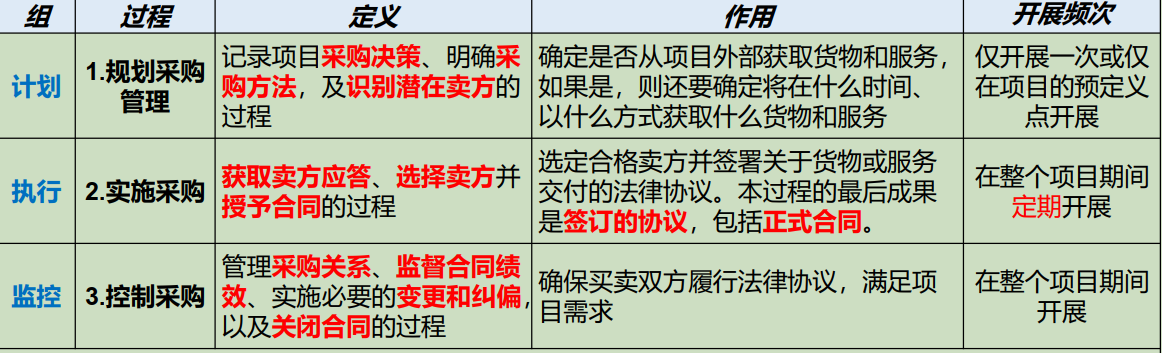 组 过程 定义 作用 开展频次
计划
1.规划采购
管理
记录项目采购决策、明确采
购方法，及识别潜在卖方的
过程
确定是否从项目外部获取货物和服务，
如果是，则还要确定将在什么时间、
以什么方式获取什么货物和服务
仅开展一次或仅
在项目的预定义
点开展
执行
2.实施采购
获取卖方应答、选择卖方并
授予合同的过程
选定合格卖方并签署关于货物或服务
交付的法律协议。本过程的最后成果
是签订的协议，包括正式合同。
在整个项目期间
定期开展
监控
3.控制采购
管理采购关系、监督合同绩
效、实施必要的变更和纠偏，
以及关闭合同的过程
确保买卖双方履行法律协议，满足项
目需求
在整个项目期间
开展